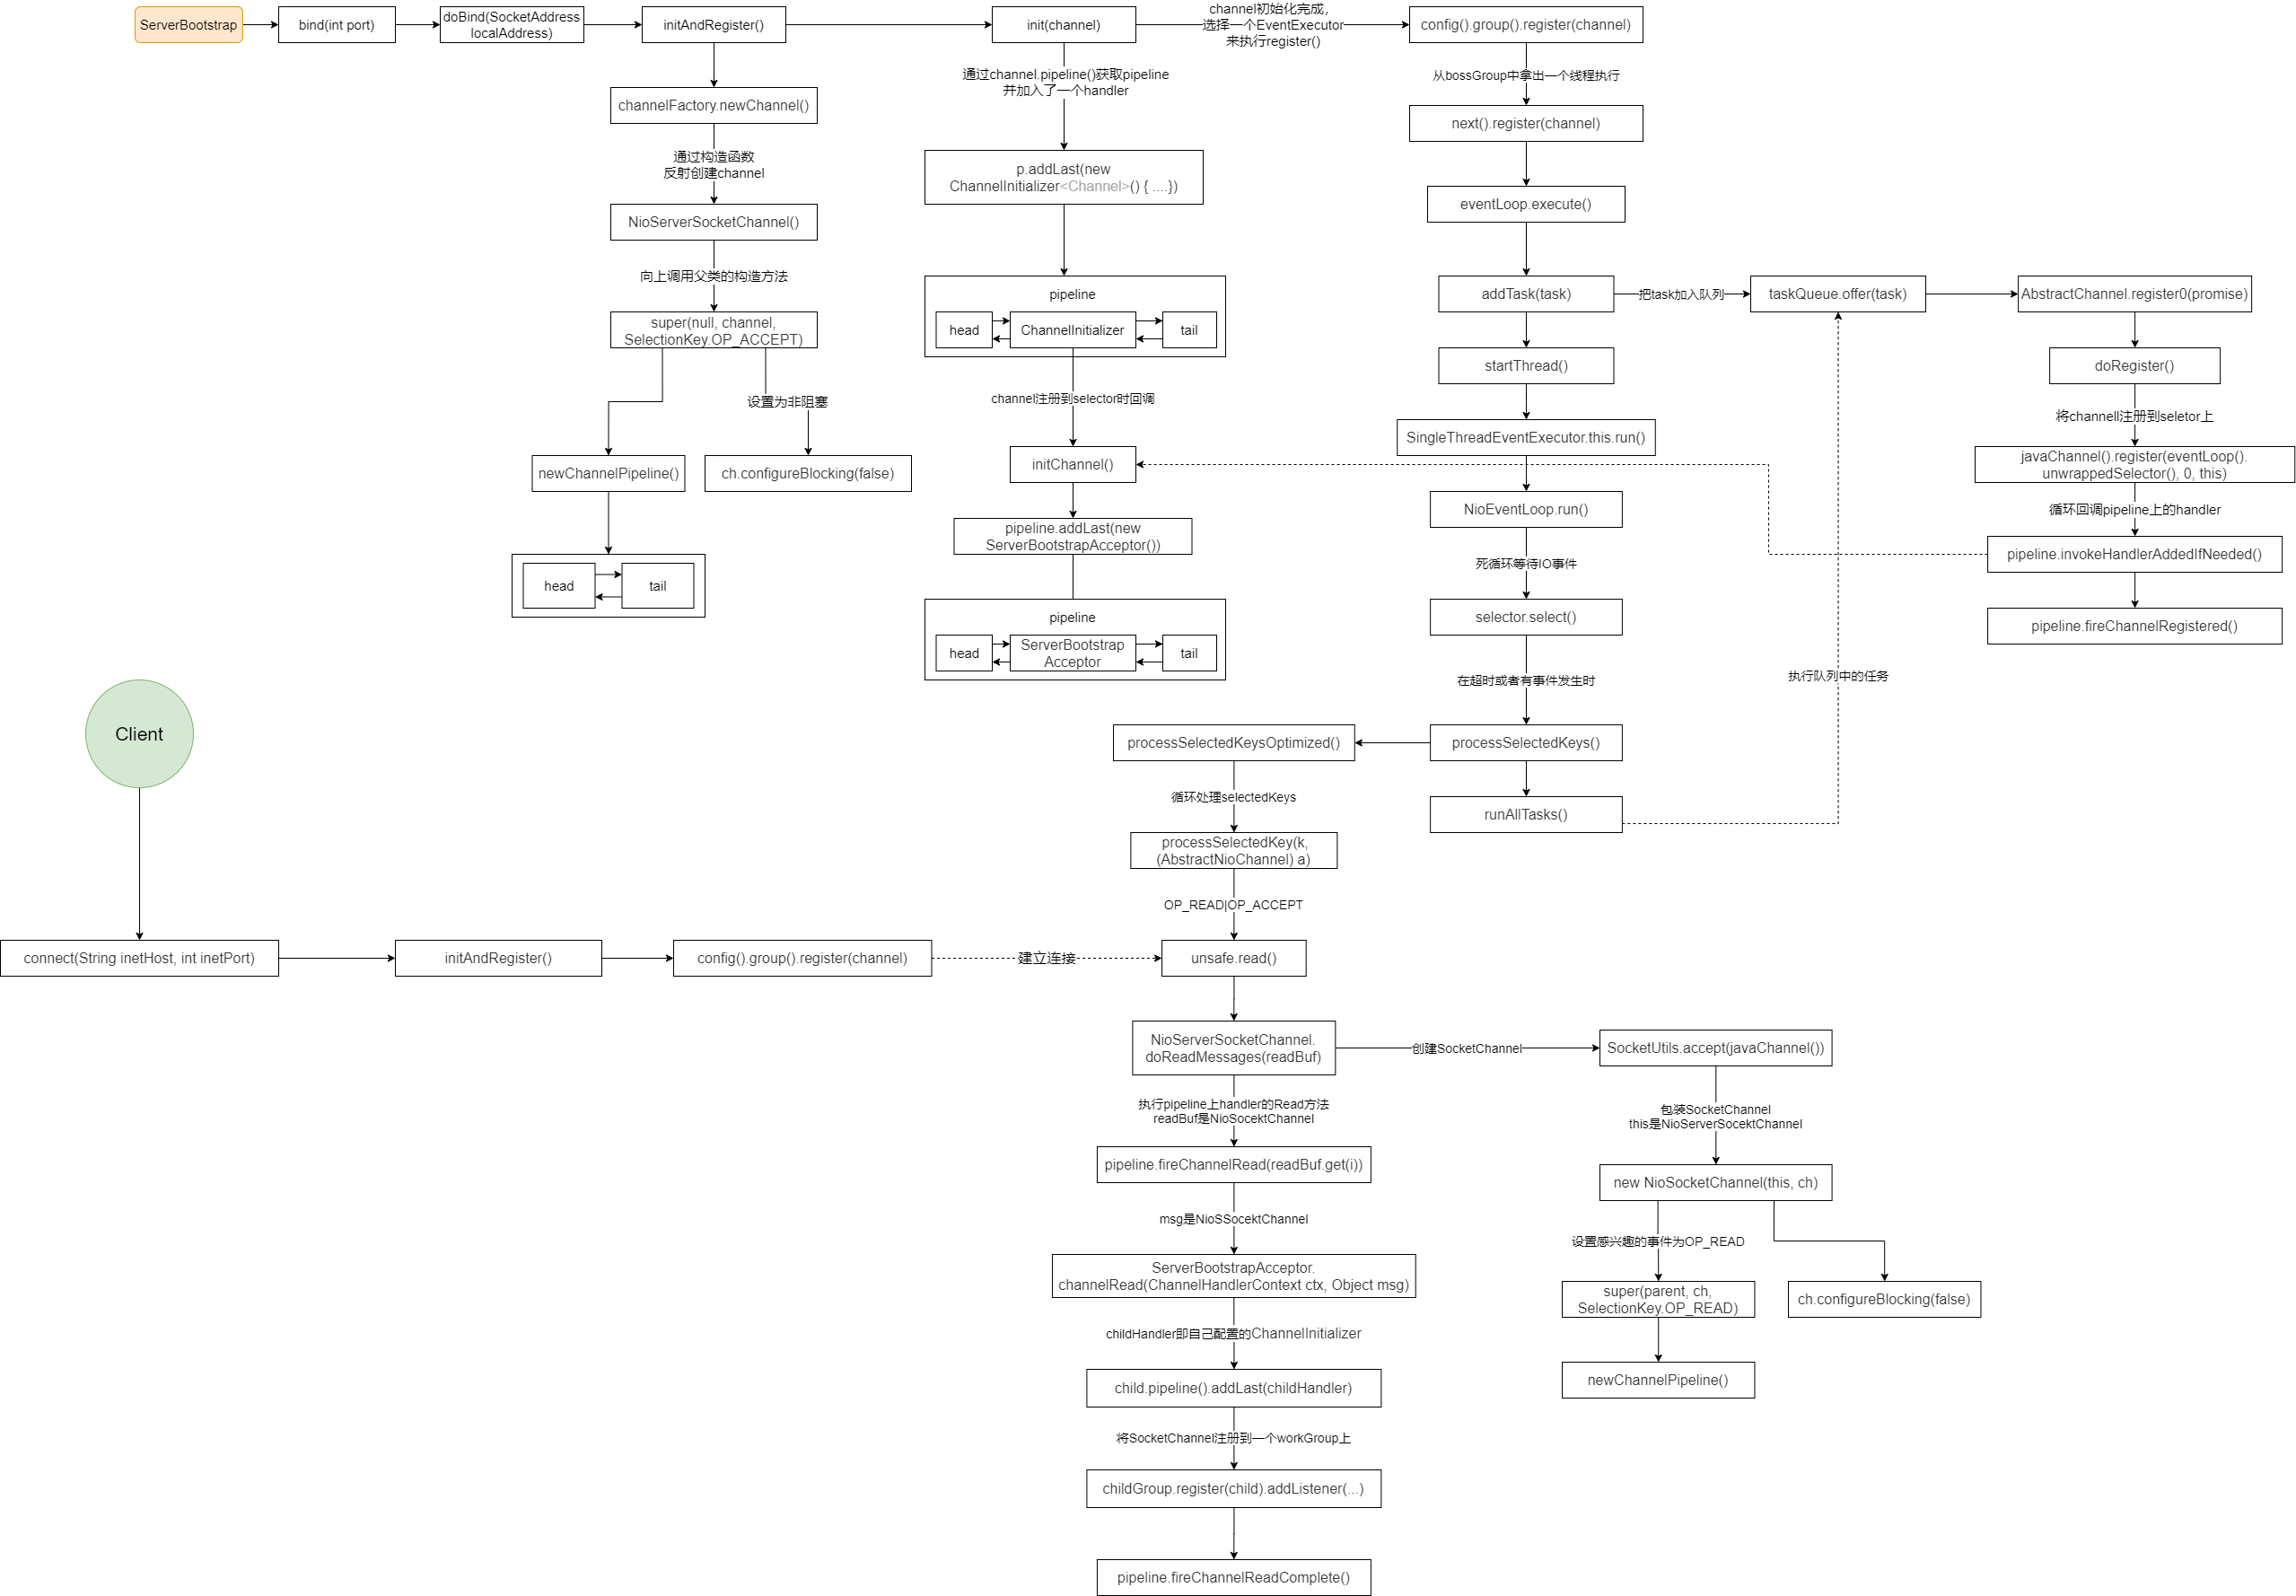 ServerBootstrap
bind(int port)
doBind(SocketAddress
localAddress)
initAndRegister()
init(channel)
channel初始化完成，
选择一个EventExecutor
来执行register()
config().group().register(channel)
channelFactory.newChannel()
通过构造函数
反射创建channel
NioServerSocketChannel()
向上调用父类的构造方法
super(null, channel,
SelectionKey.OP_ACCEPT)
设置为非阻塞
newChannelPipeline()
ch.configureBlocking(false)
head
tail
通过channel.pipeline()获取pipeline
并加入了一个handler
p.addLast(new
ChannelInitializer<Channel>() { ....})
pipeline
head
ChannelInitializer
tail
channel注册到selector时回调
initChannel()
pipeline.addLast(new
ServerBootstrapAcceptor())
pipeline
head
ServerBootstrap
Acceptor
tail
从bossGroup中拿出一个线程执行
next().register(channel)
eventLoop.execute()
addTask(task)
把task加入队列
taskQueue.offer(task)
AbstractChannel.register0(promise)
startThread()
SingleThreadEventExecutor.this.run()
NioEventLoop.run()
死循环等待IO事件
selector.select()
在超时或者有事件发生时
processSelectedKeys()
runAllTasks()
执行队列中的任务
doRegister()
将channell注册到seletor上
javaChannel().register(eventLoop().
unwrappedSelector(), 0, this)
循环回调pipeline上的handler
pipeline.invokeHandlerAddedIfNeeded()
pipeline.fireChannelRegistered()
processSelectedKeysOptimized()
循环处理selectedKeys
processSelectedKey(k,
(AbstractNioChannel) a)
OP_READ|OP_ACCEPT
Client
connect(String inetHost, int inetPort)
initAndRegister()
config().group().register(channel)
建立连接
unsafe.read()
NioServerSocketChannel.
doReadMessages(readBuf)
创建SocketChannel
SocketUtils.accept(javaChannel())
执行pipeline上handler的Read方法
readBuf是NioSocektChannel
包装SocketChannel
this是NioServerSocektChannel
pipeline.fireChannelRead(readBuf.get(i))
new NioSocketChannel(this, ch)
msg是NioSSocektChannel
设置感兴趣的事件为OP_READ
ServerBootstrapAcceptor.
channelRead(ChannelHandlerContext ctx, Object msg)
super(parent, ch,
SelectionKey.OP_READ)
ch.configureBlocking(false)
childHandler即自己配置的ChannelInitializer
child.pipeline().addLast(childHandler)
newChannelPipeline()
将SocketChannel注册到一个workGroup上
childGroup.register(child).addListener(...)
pipeline.fireChannelReadComplete()